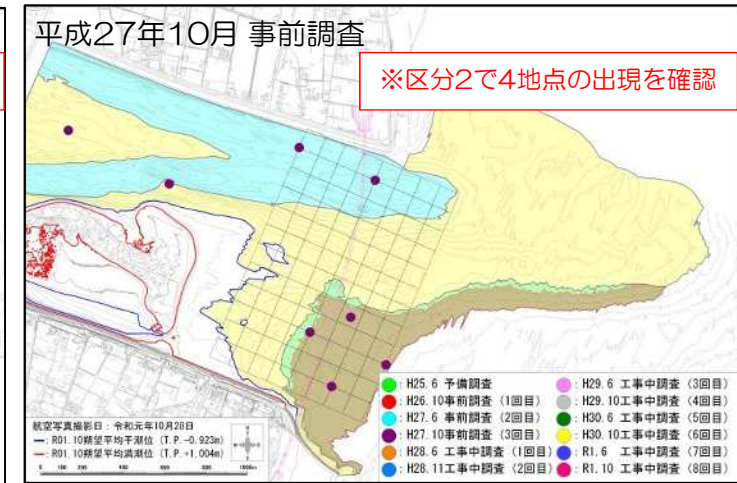 平成27年10月 事前調査
※区分2で4地点の出現を確認
: H25.6 予備調査
: H26.10事前調査 (1回目)
: H27.6 事前調査 (2回目)
: H27.10事前調査 (3回目)
: H28.6 工事中調査 (1回目)
: H28.11工事中調査 (2回目)
: H29.6 工事中調査 (3回目)
: H29.10工事中調査 (4回目)
: H30.6 工事中調査 (5回目)
: H30.10工事中調査 (6回目)
: R1.6 工事中調査 (7回目)
: R1.10 工事中調査 (8回目)
航空写真撮影日：令和元年10月28日
: R01.10朔望平均干潮位 (T.P.-0.923m)
: R01.10朔望平均満潮位 (T.P.+1.004m)